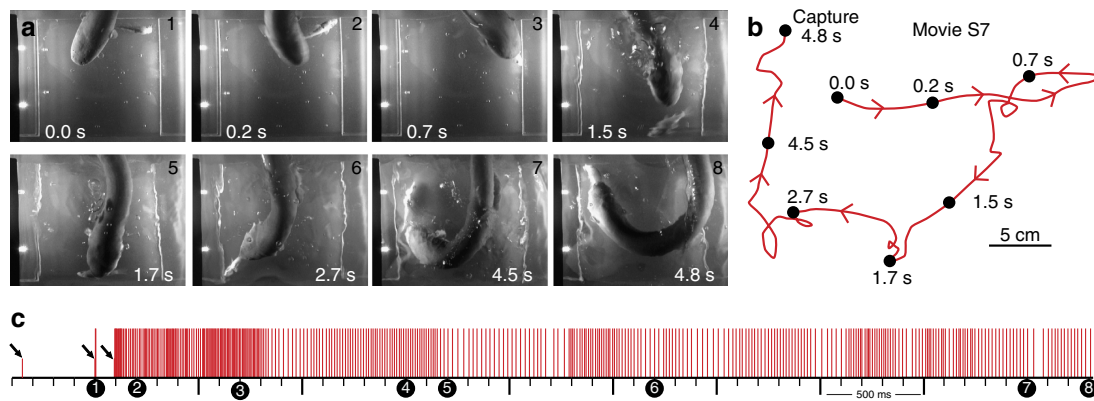 a
1
0.0 s
2
0.2 s
3
0.7 s
4
1.5 s
5
1.7 s
6
2.7 s
7
4.5 s
8
4.8 s
b
Capture
4.8 s
Movie S7
0.0 s
0.2 s
0.7 s
4.5 s
2.7 s
1.5 s
1.7 s
5 cm
c
1 2 3 4 5 6 7 8
500 ms